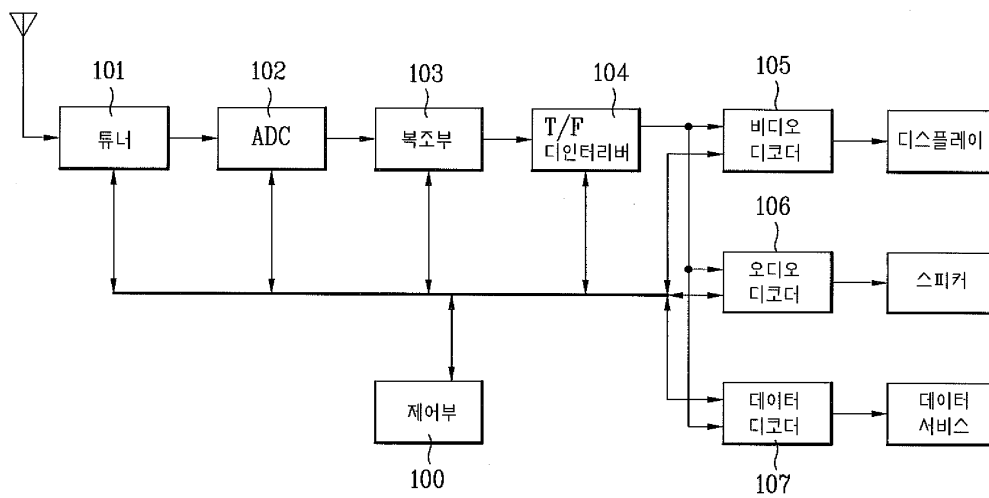 101
102
103
104
105
튜너
ADC
복조부
T/F
디인터리버
비디오
디코더
디스플레이
106
오디오
디코더
스피커
제어부
100
데이터
디코더
데이터
서비스
107